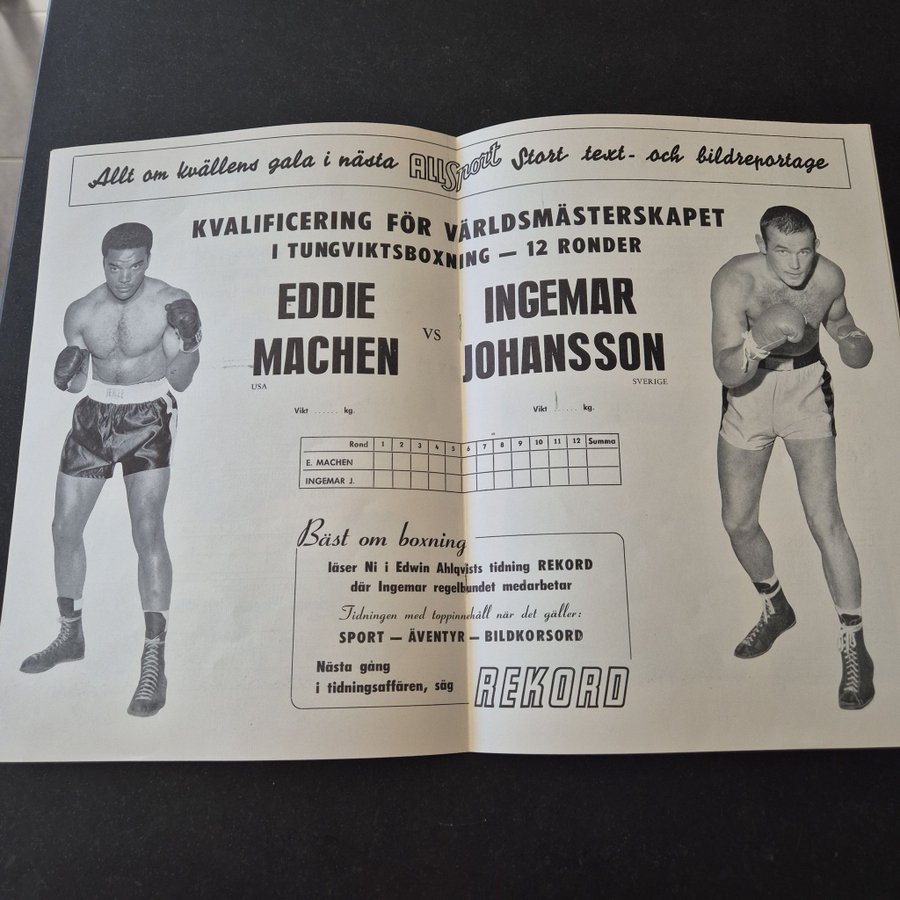 Allt om kvällens gala i nästa ALLSport Stort text- och bildreportage
KVALIFICERING FÖR VÄRLDSMÄSTERSKAPET
I TUNGVIKTSBOXNING — 12 RONDER
EDDIE MACHEN
USA
VS
INGEMAR JOHANSSON
SVERIGE
Vikt ...... kg.
Vikt ...... kg.
Rond 1 2 3 4 5 6 7 8 9 10 11 12 Summa
E. MACHEN
INGEMAR J.
Bäst om boxning
läser Ni i Edwin Ahlqvists tidning REKORD
där Ingemar regelbundet medarbetar
Tidningen med toppinnehåll när det gäller:
SPORT — ÄVENTYR — BILDKORSORD
Nästa gång
i tidningsaffären, säg REKORD